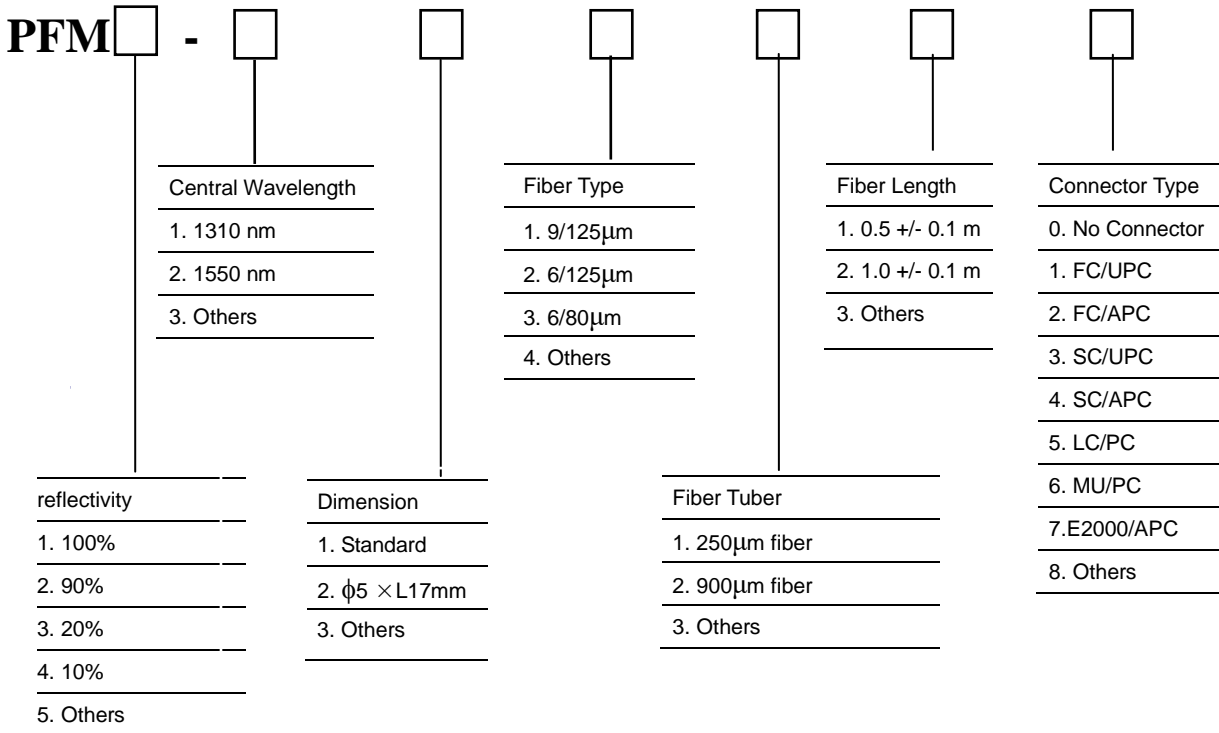 PFM□ - □ □ □ □ □ □
Central Wavelength
1. 1310 nm
2. 1550 nm
3. Others
Fiber Type
1. 9/125μm
2. 6/125μm
3. 6/80μm
4. Others
Fiber Length
1. 0.5 +/- 0.1 m
2. 1.0 +/- 0.1 m
3. Others
Connector Type
0. No Connector
1. FC/UPC
2. FC/APC
3. SC/UPC
4. SC/APC
5. LC/PC
6. MU/PC
7.E2000/APC
8. Others
reflectivity
1. 100%
2. 90%
3. 20%
4. 10%
5. Others
Dimension
1. Standard
2. ϕ5 ×L17mm
3. Others
Fiber Tuber
1. 250μm fiber
2. 900μm fiber
3. Others